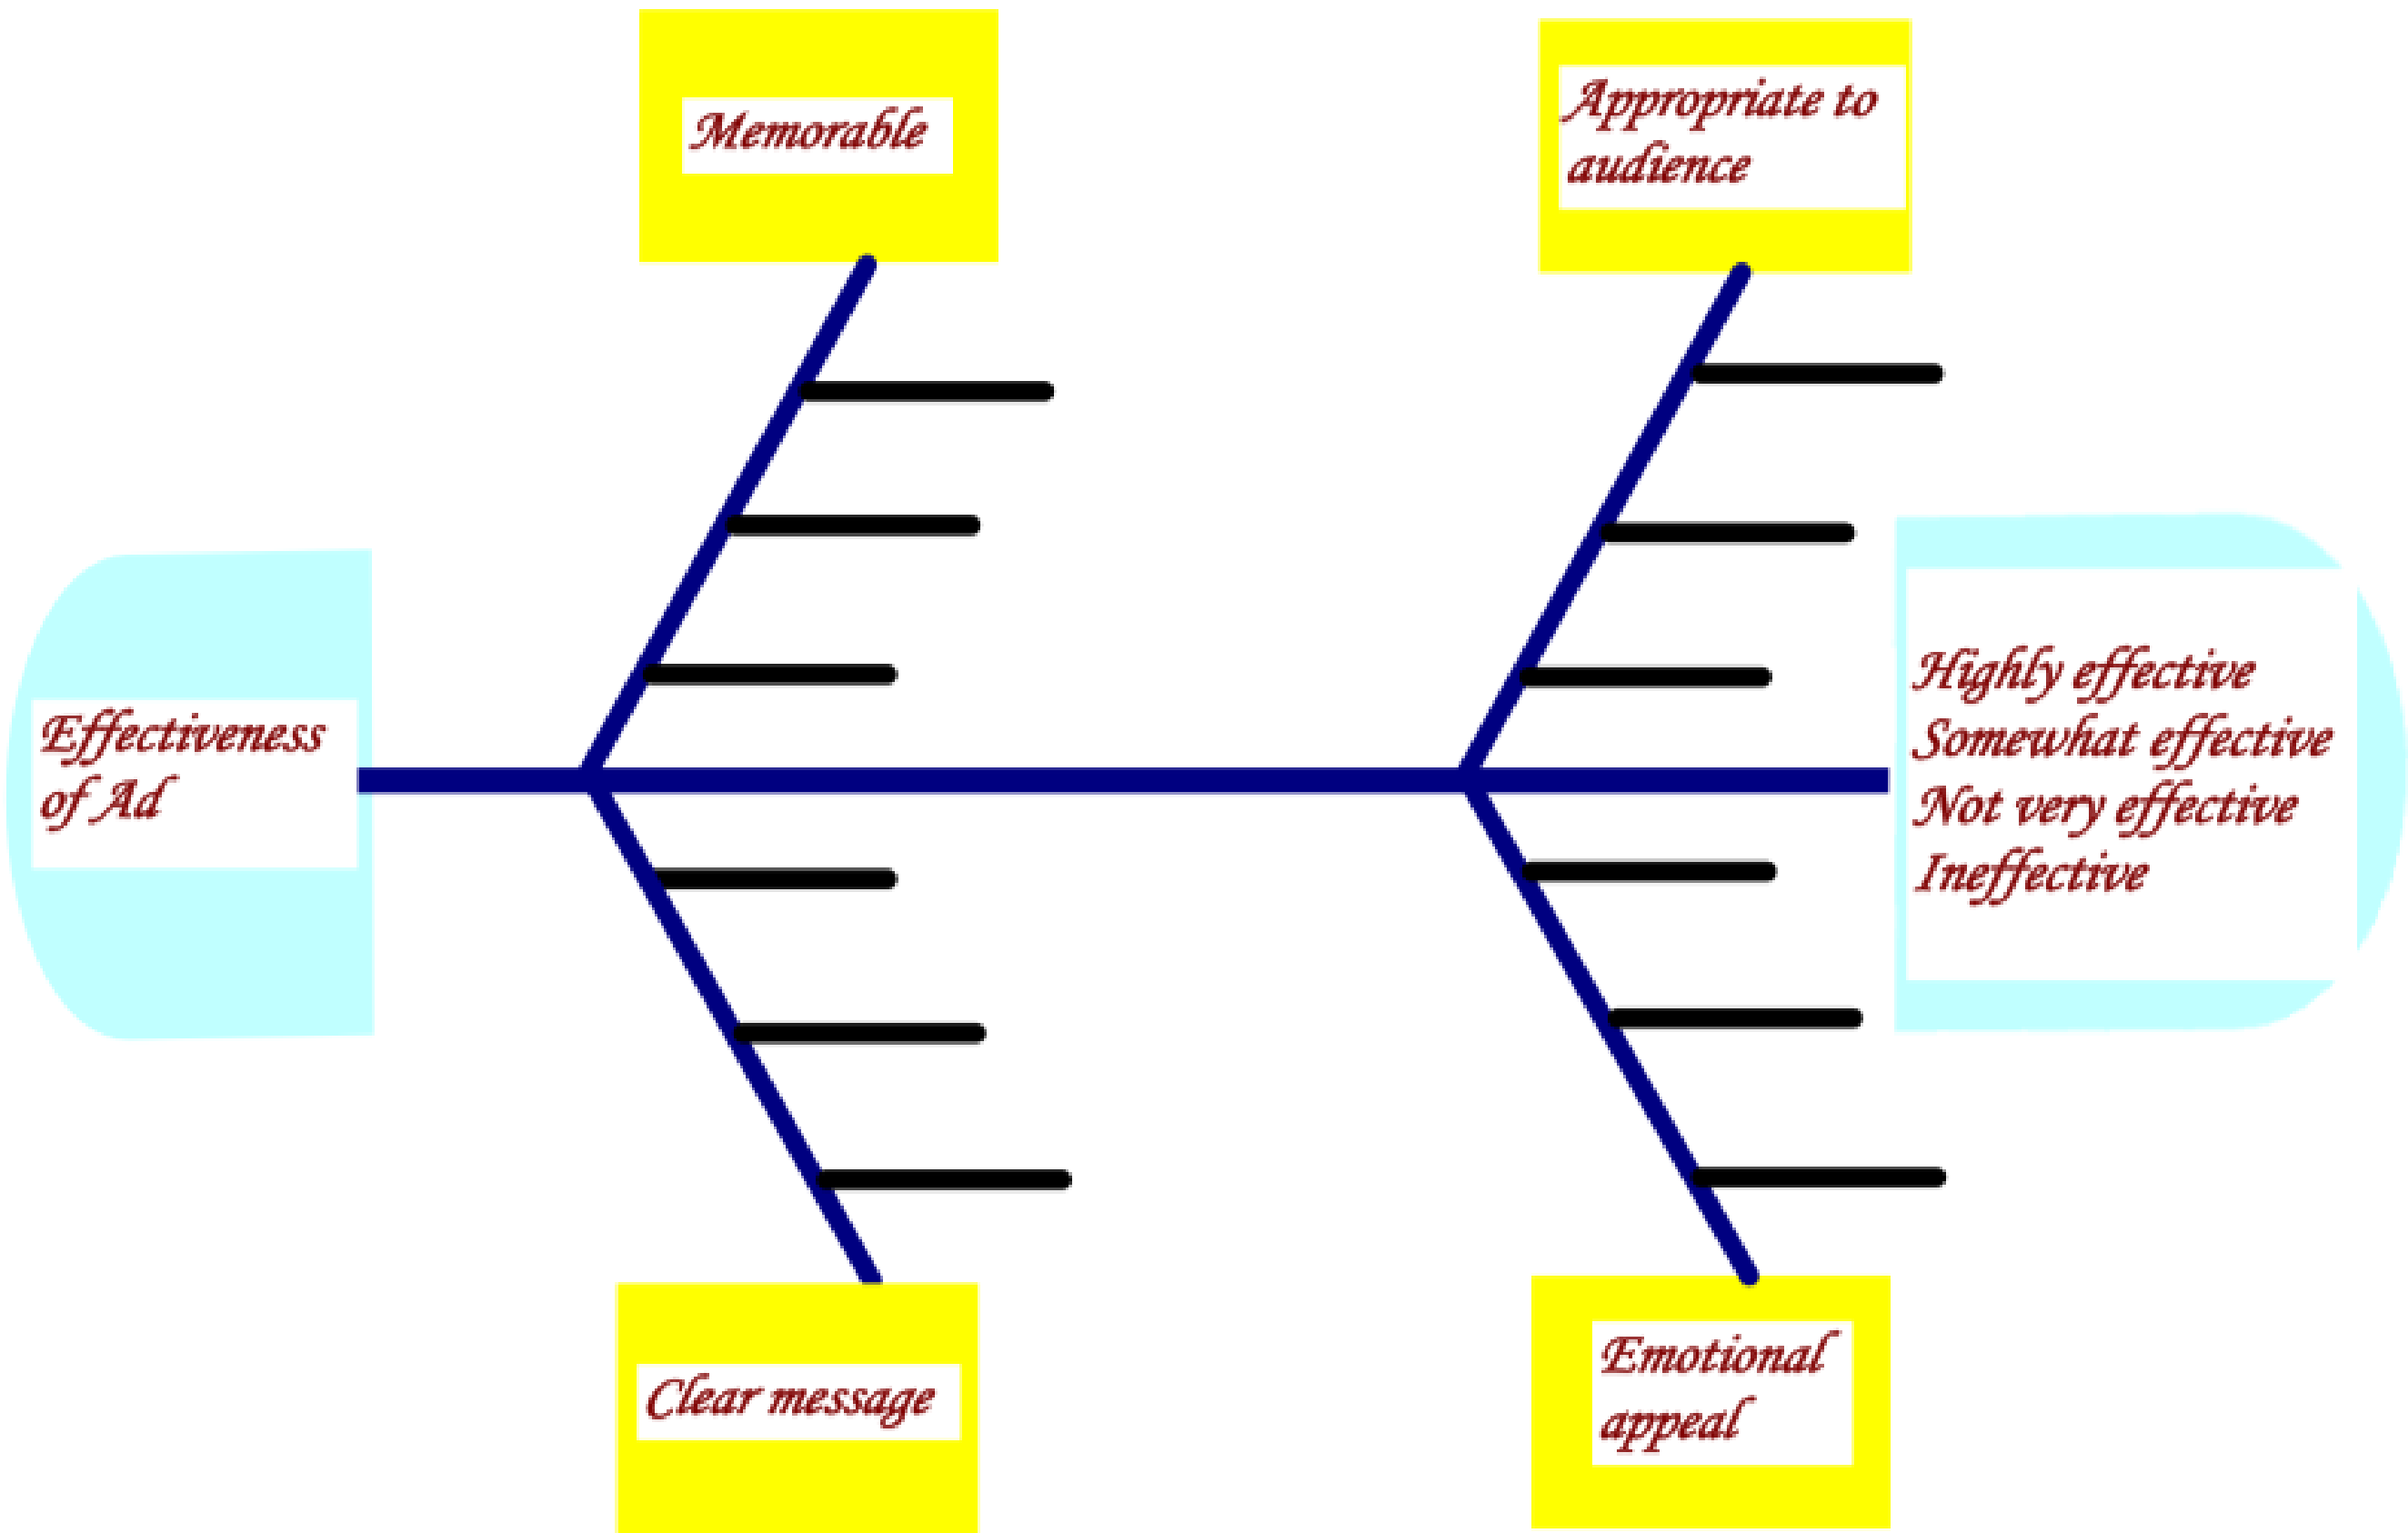 Memorable
Appropriate to
audience
Effectiveness
of Ad
Highly effective
Somewhat effective
Not very effective
Ineffective
Clear message
Emotional
appeal